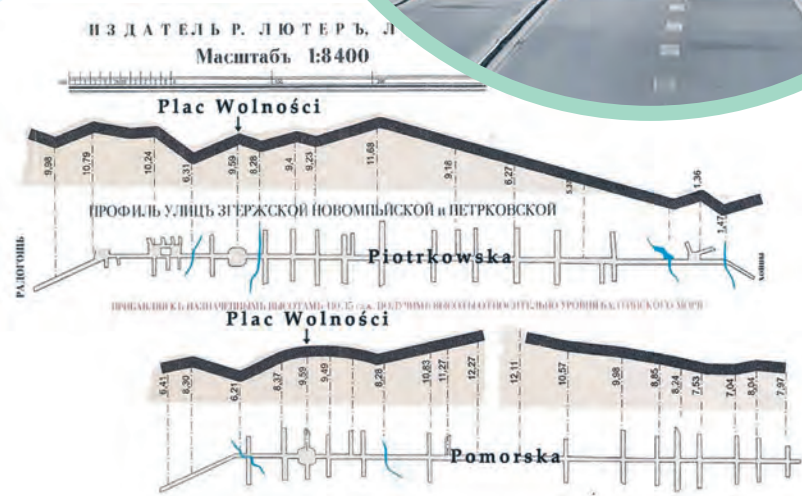 ИЗДАТЕЛЬ Р. ЛЮТЕРЪ, Л
Масштабъ 1:8400
Plac Wolności
9,98 10,79 10,24 6,31 9,59 8,28 9,4 9,23 11,68 9,18 6,27 1,36 1,47
ПРОФИЛЬ УЛИЦЪ ЗГЕРЖСКОЙ НОВОМПЬЙСКОЙ и ПЕТРКОВСКОЙ
РАДОГОЩЬ
Piotrkowska
Plac Wolności
6,41 8,30 6,21 8,37 9,59 9,49 8,28 10,83 11,27 12,27 12,11 10,57 9,98 8,85 8,24 7,53 7,04 8,04 7,97
Pomorska